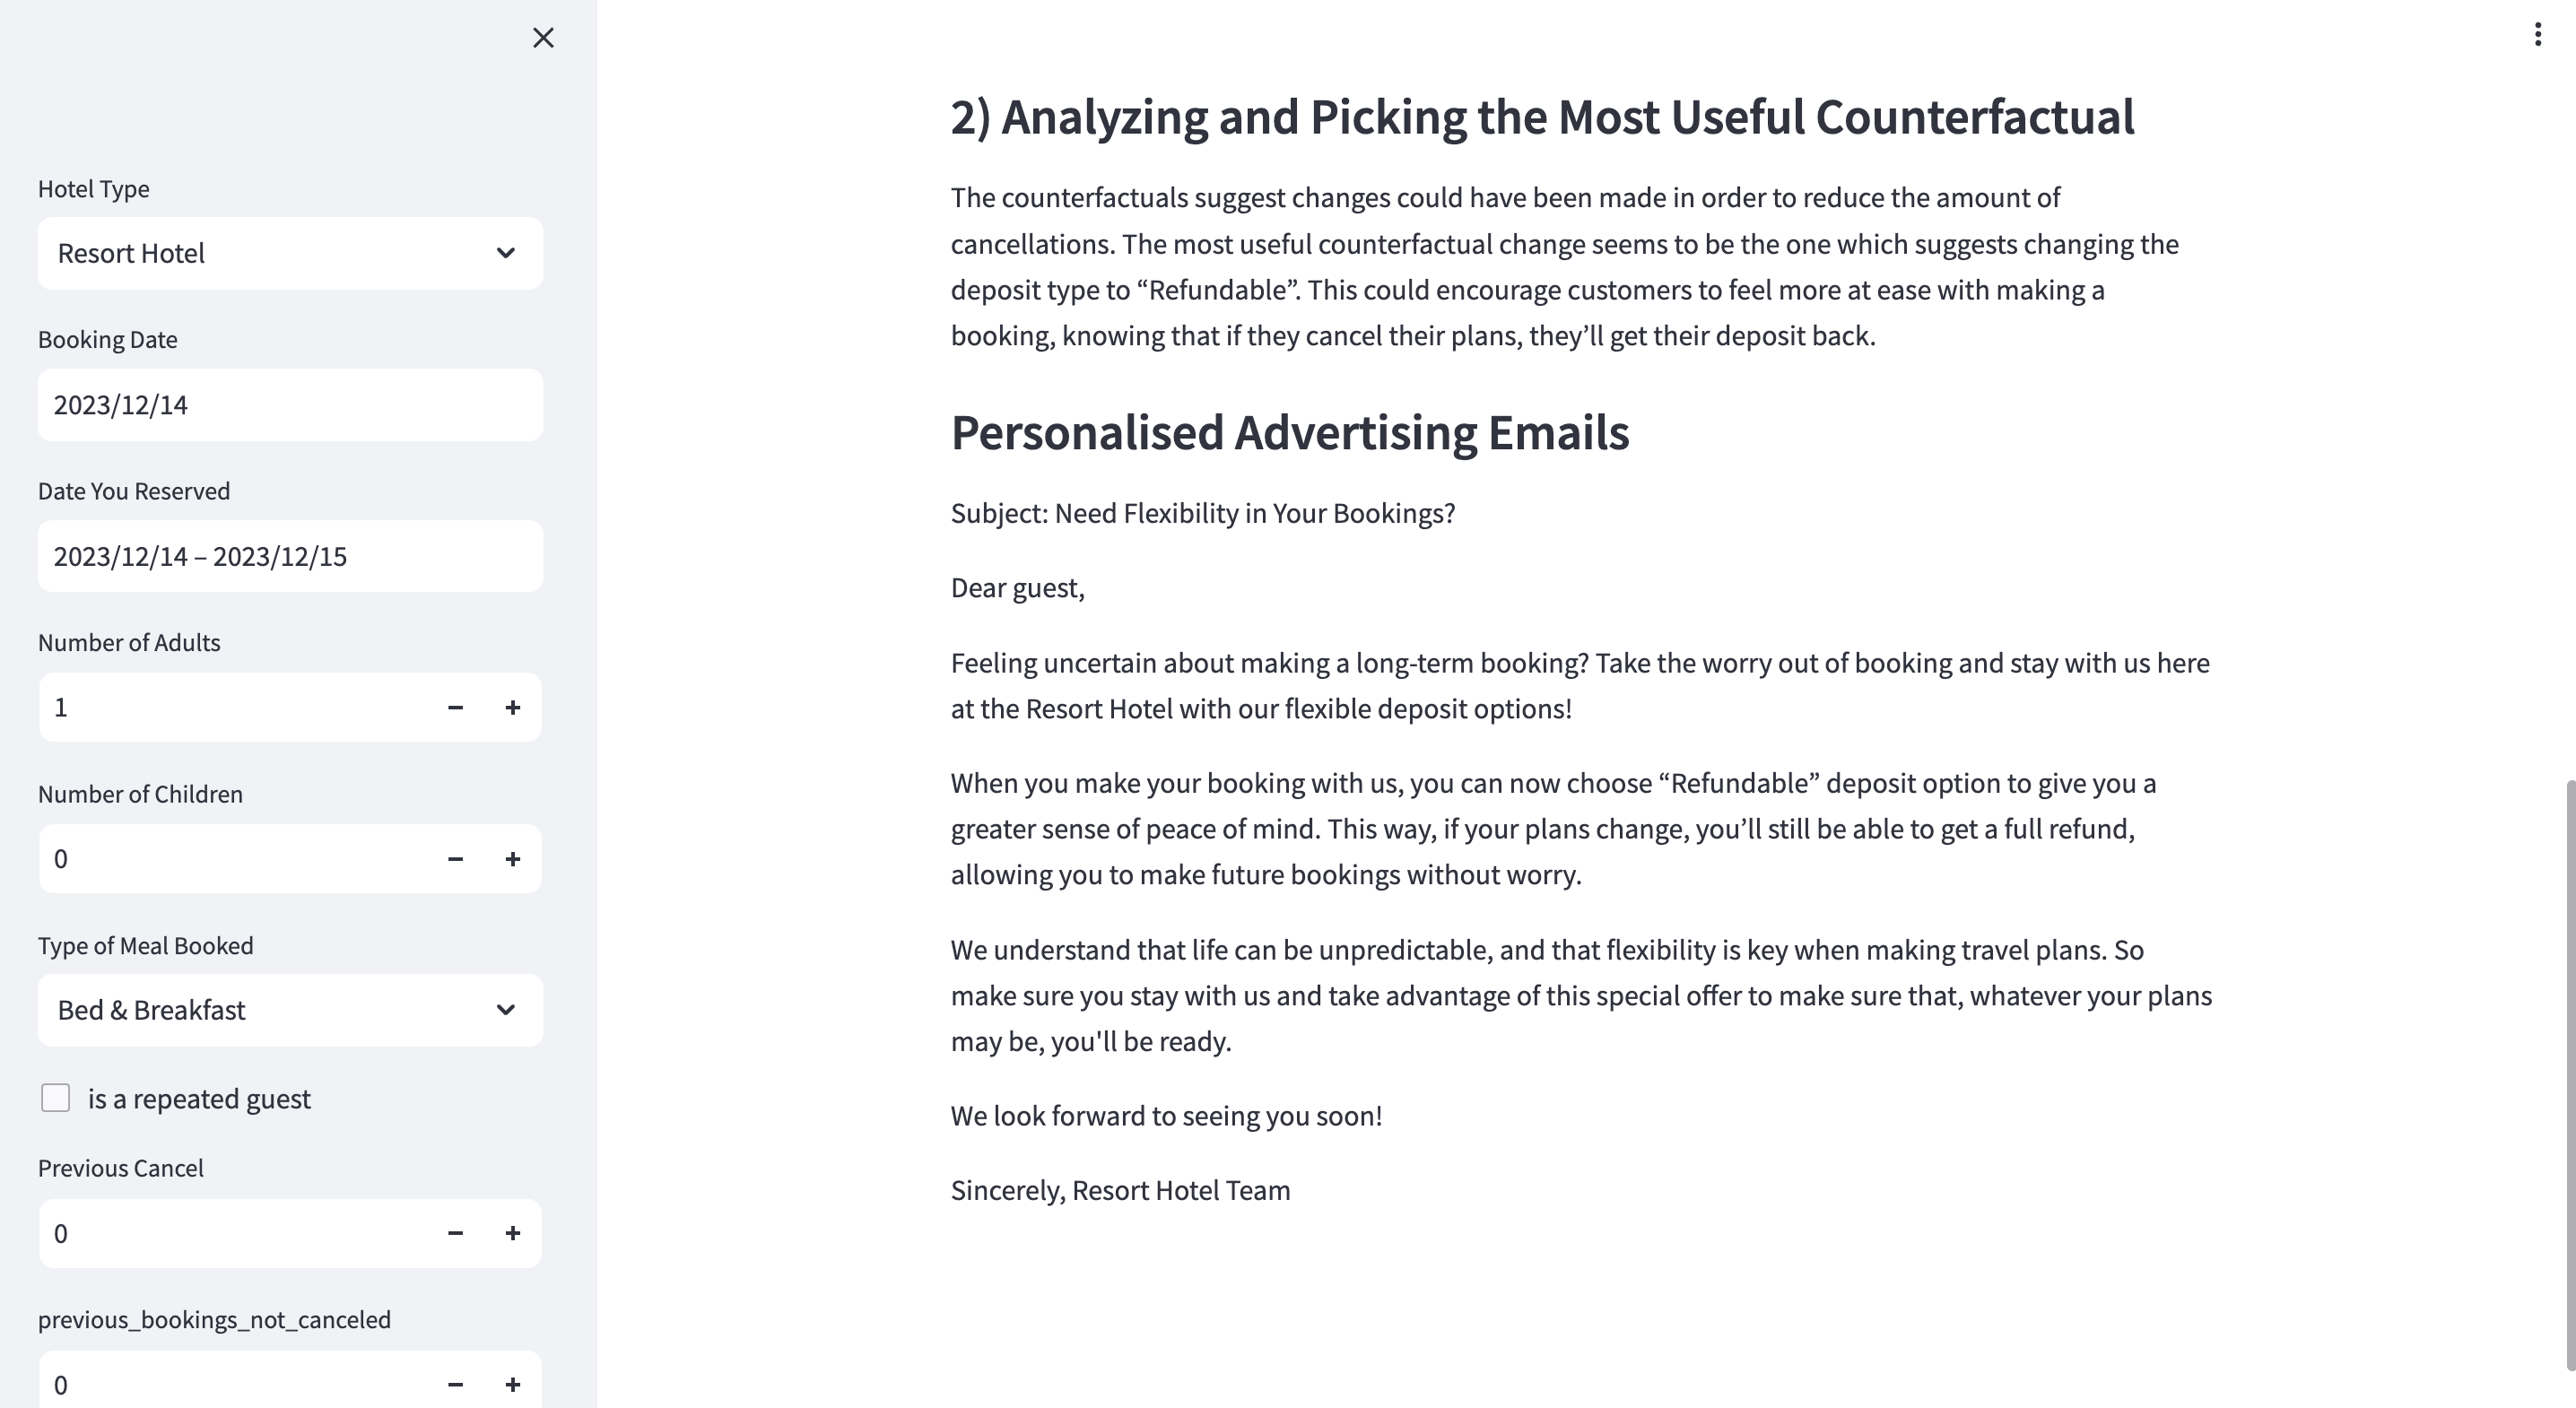 Hotel Type
Resort Hotel
Booking Date
2023/12/14
Date You Reserved
2023/12/14 – 2023/12/15
Number of Adults
1
Number of Children
0
Type of Meal Booked
Bed & Breakfast
is a repeated guest
Previous Cancel
0
previous_bookings_not_canceled
0
2) Analyzing and Picking the Most Useful Counterfactual
The counterfactuals suggest changes could have been made in order to reduce the amount of
cancellations. The most useful counterfactual change seems to be the one which suggests changing the
deposit type to “Refundable”. This could encourage customers to feel more at ease with making a
booking, knowing that if they cancel their plans, they’ll get their deposit back.
Personalised Advertising Emails
Subject: Need Flexibility in Your Bookings?
Dear guest,
Feeling uncertain about making a long-term booking? Take the worry out of booking and stay with us here
at the Resort Hotel with our flexible deposit options!
When you make your booking with us, you can now choose “Refundable” deposit option to give you a
greater sense of peace of mind. This way, if your plans change, you’ll still be able to get a full refund,
allowing you to make future bookings without worry.
We understand that life can be unpredictable, and that flexibility is key when making travel plans. So
make sure you stay with us and take advantage of this special offer to make sure that, whatever your plans
may be, you'll be ready.
We look forward to seeing you soon!
Sincerely, Resort Hotel Team